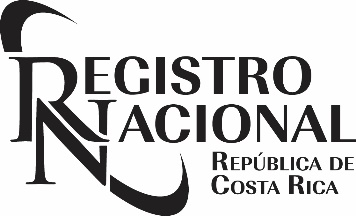 REGISTRO
NACIONAL
REPÚBLICA DE
COSTA RICA